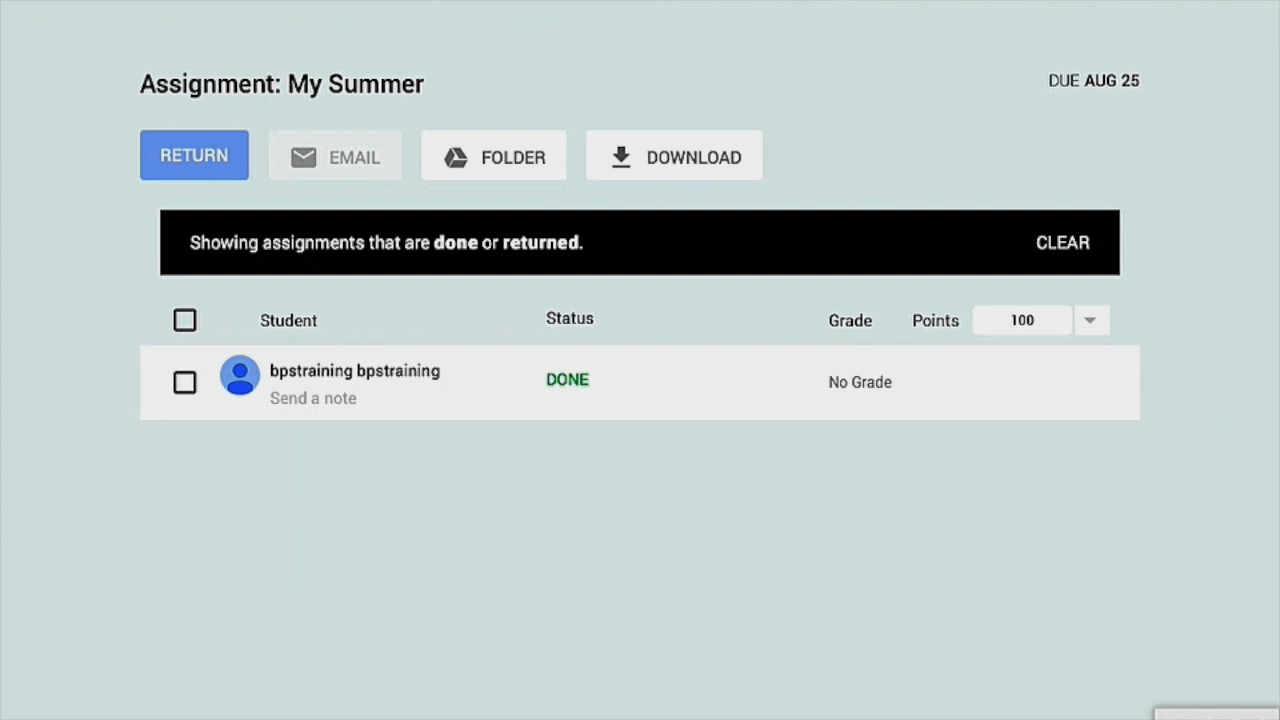 Assignment: My Summer
DUE AUG 25
RETURN
EMAIL
FOLDER
DOWNLOAD
Showing assignments that are done or returned.
CLEAR
Student
Status
Grade
Points
100
bpstraining bpstraining
Send a note
DONE
No Grade